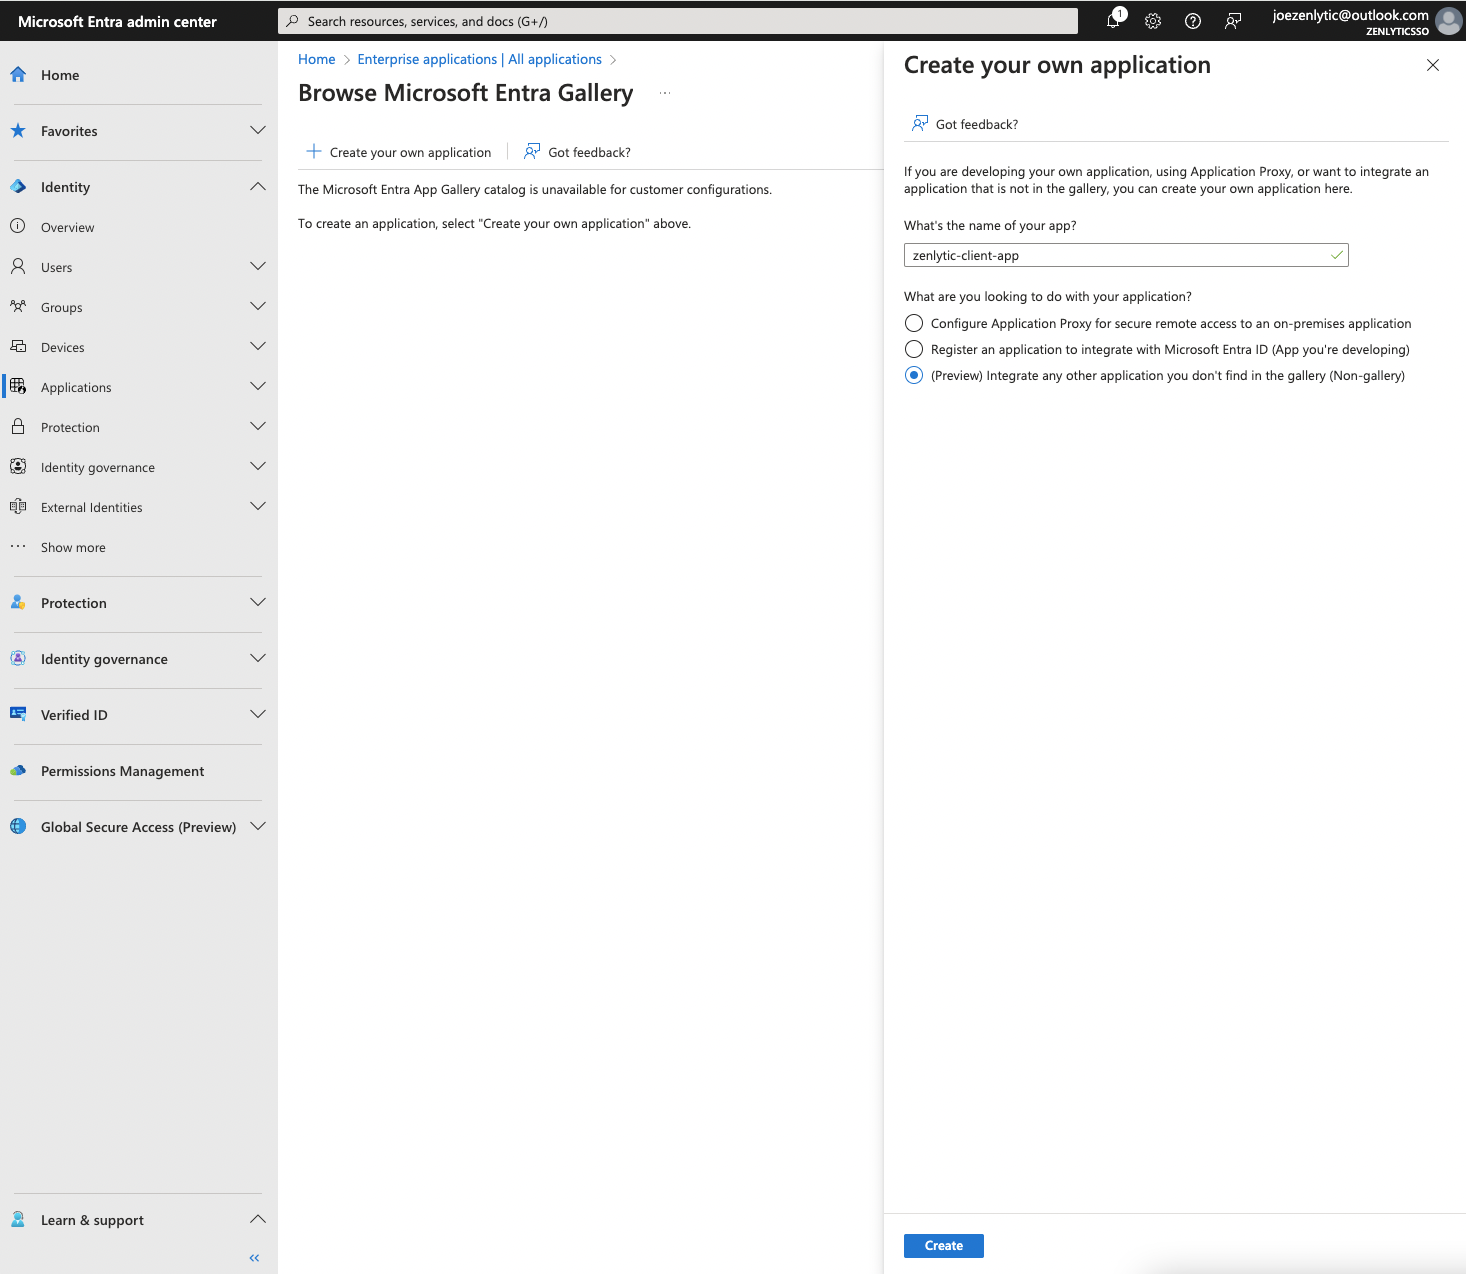 Microsoft Entra admin center
Search resources, services, and docs (G+/)
1
joezenlytic@outlook.com
ZENLYTICSSO
Home
Favorites
Identity
Overview
Users
Groups
Devices
Applications
Protection
Identity governance
External Identities
Show more
Protection
Identity governance
Verified ID
Permissions Management
Global Secure Access (Preview)
Learn & support
Home > Enterprise applications | All applications >
Browse Microsoft Entra Gallery ...
Create your own application
Got feedback?
The Microsoft Entra App Gallery catalog is unavailable for customer configurations.
To create an application, select "Create your own application" above.
Create your own application
Got feedback?
If you are developing your own application, using Application Proxy, or want to integrate an
application that is not in the gallery, you can create your own application here.
What's the name of your app?
zenlytic-client-app
What are you looking to do with your application?
Configure Application Proxy for secure remote access to an on-premises application
Register an application to integrate with Microsoft Entra ID (App you're developing)
(Preview) Integrate any other application you don't find in the gallery (Non-gallery)
Create